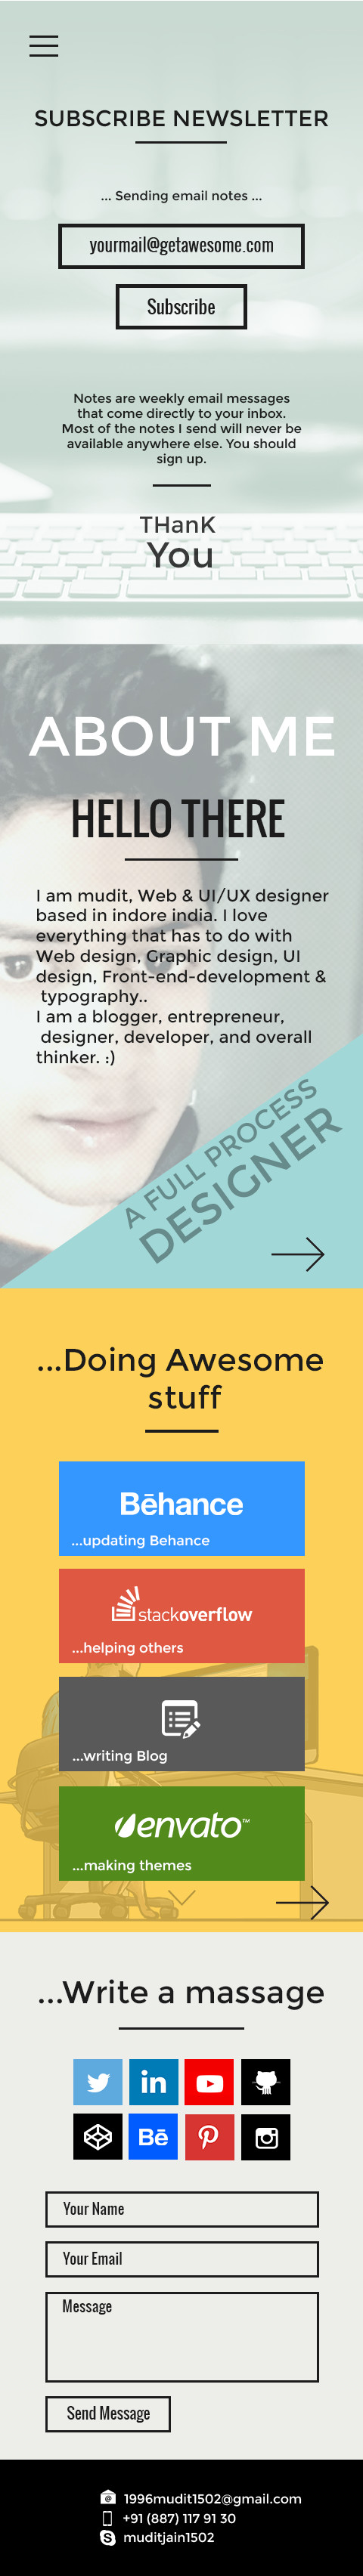 SUBSCRIBE NEWSLETTER
... Sending email notes ...
yourmail@getawesome.com
Subscribe
Notes are weekly email messages
that come directly to your inbox.
Most of the notes I send will never be
available anywhere else. You should
sign up.
THanK
You
ABOUT ME
HELLO THERE
I am mudit, Web & UI/UX designer
based in indore india. I love
everything that has to do with
Web design, Graphic design, UI
design, Front-end-development &
typography..
I am a blogger, entrepreneur,
designer, developer, and overall
thinker. :)
A FULL PROCESS
DESIGNER
...Doing Awesome
stuff
Bēhance
...updating Behance
stackoverflow
...helping others
...writing Blog
envato™
...making themes
...Write a massage
in
Bē
Your Name
Your Email
Message
Send Message
1996mudit1502@gmail.com
+91 (887) 117 91 30
muditjain1502